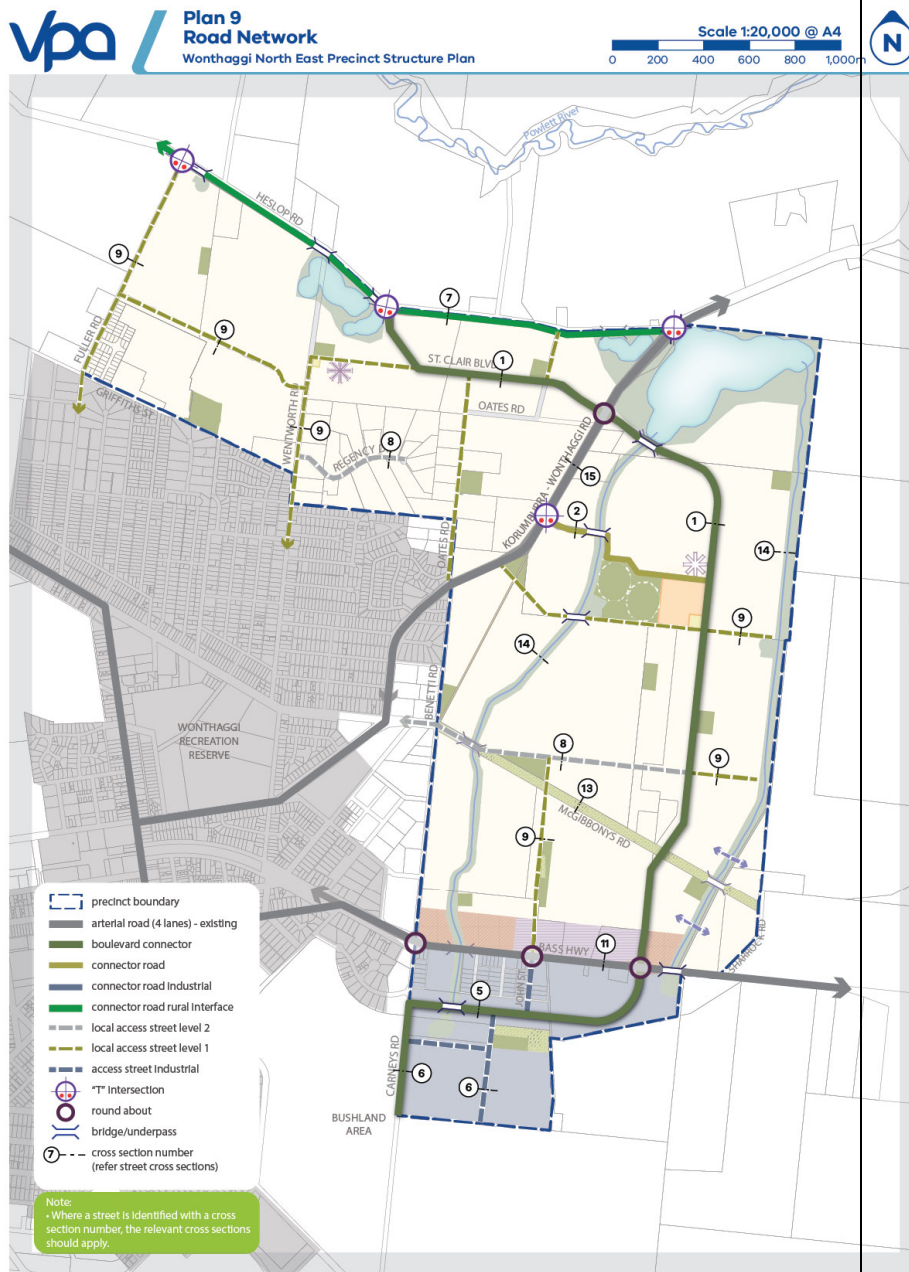 vpa
Plan 9
Road Network
Wonthaggi North East Precinct Structure Plan
Scale 1:20,000 @ A4
0 200 400 600 800 1,000m
N
Powlett River
HESLOP RD
9
7
9
FULLER RD
ST. CLAIR BLVD
1
OATES RD
GRIFFITHS ST
WENTWORTH RD
9
8
REGENCY
KORUMBURRA - WONTHAGGI RD
15
2
1
14
OATES RD
9
14
BENETTI RD
WONTHAGGI
RECREATION
RESERVE
8
9
13
McGIBBONYS RD
9
SHARROCK RD
BASS HWY
11
JOHN ST
5
CARNEYS RD
6
6
BUSHLAND
AREA
precinct boundary
arterial road (4 lanes) - existing
boulevard connector
connector road
connector road industrial
connector road rural interface
local access street level 2
local access street level 1
access street industrial
"T" intersection
round about
bridge/underpass
7 cross section number
(refer street cross sections)
Note:
• Where a street is identified with a cross
section number, the relevant cross sections
should apply.